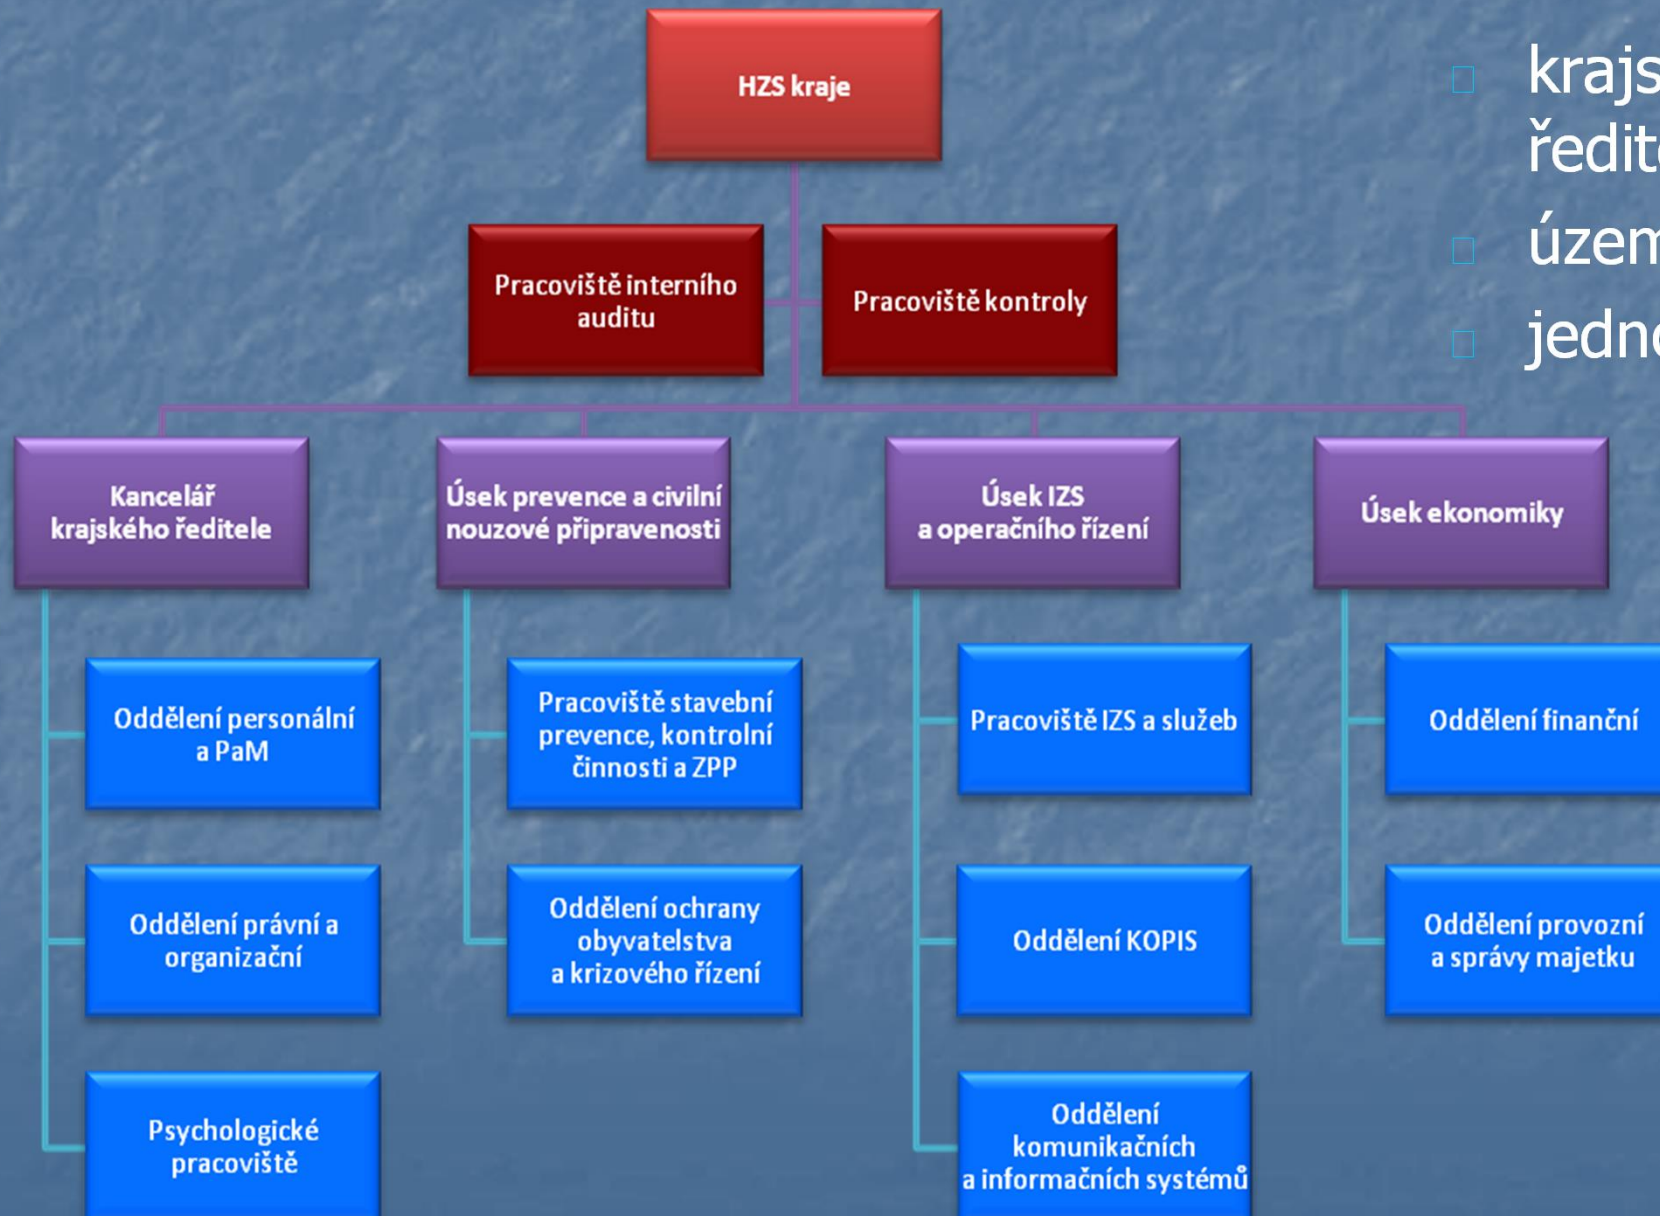 HZS kraje
Pracoviště interního
auditu
Pracoviště kontroly
Kancelář
krajského ředitele
Úsek prevence a civilní
nouzové připravenosti
Úsek IZS
a operačního řízení
Úsek ekonomiky
Oddělení personální
a PaM
Oddělení právní a
organizační
Psychologické
pracoviště
Pracoviště stavební
prevence, kontrolní
činnosti a ZPP
Oddělení ochrany
obyvatelstva
a krizového řízení
Pracoviště IZS a služeb
Oddělení KOPIS
Oddělení
komunikačních
a informačních systémů
Oddělení finanční
Oddělení provozní
a správy majetku